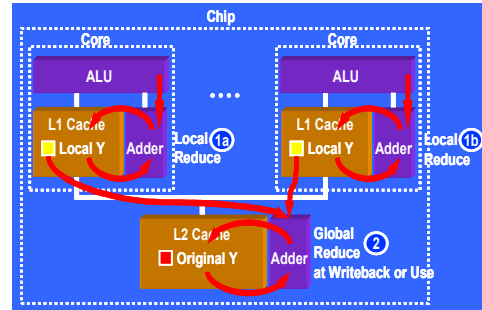 Chip
Core
Core
ALU
....
ALU
L1 Cache
Local Y
Adder
Local
Reduce
1a
L1 Cache
Local Y
Adder
Local
Reduce
1b
L2 Cache
Original Y
Adder
Global
Reduce
at Writeback or Use
2